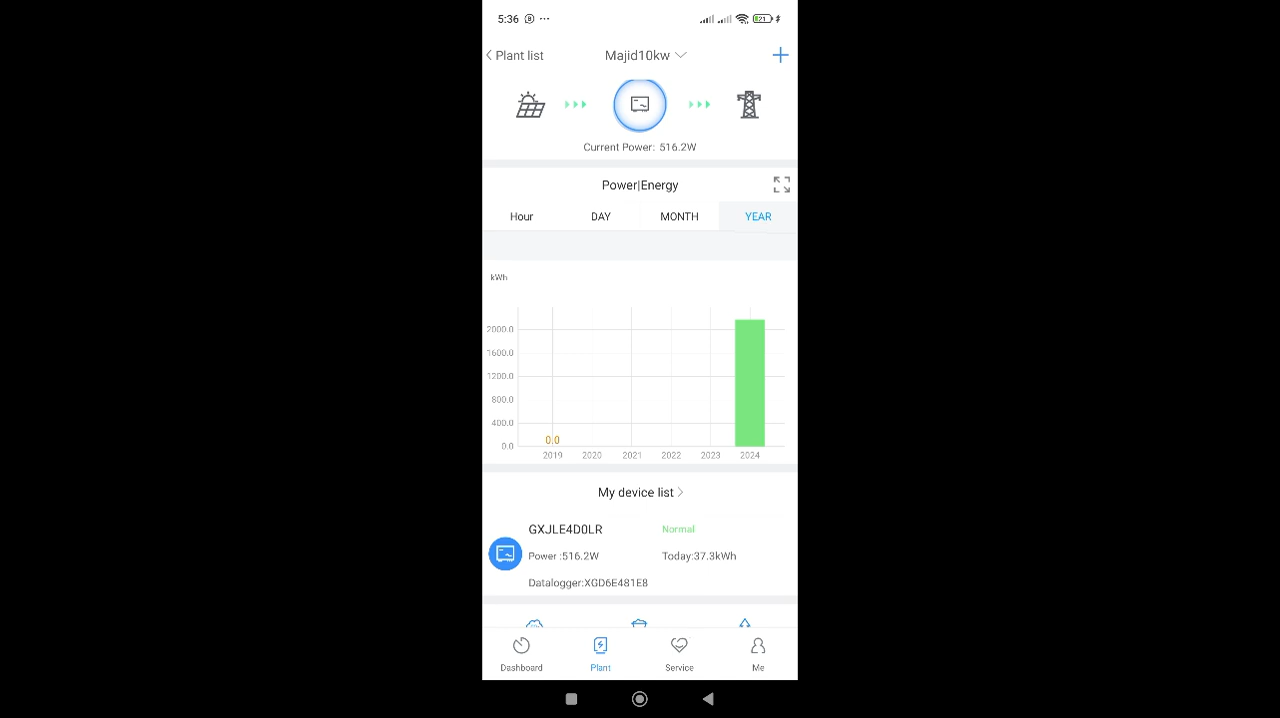 5:36 ...
21
Plant list
Majid10kw
Current Power: 516.2W
Power|Energy
Hour DAY MONTH YEAR
kWh
2000.0
1600.0
1200.0
800.0
400.0
0.0
0.0
2019 2020 2021 2022 2023 2024
My device list
GXJLE4D0LR Normal
Power :516.2W Today:37.3kWh
Datalogger:XGD6E481E8
Dashboard Plant Service Me